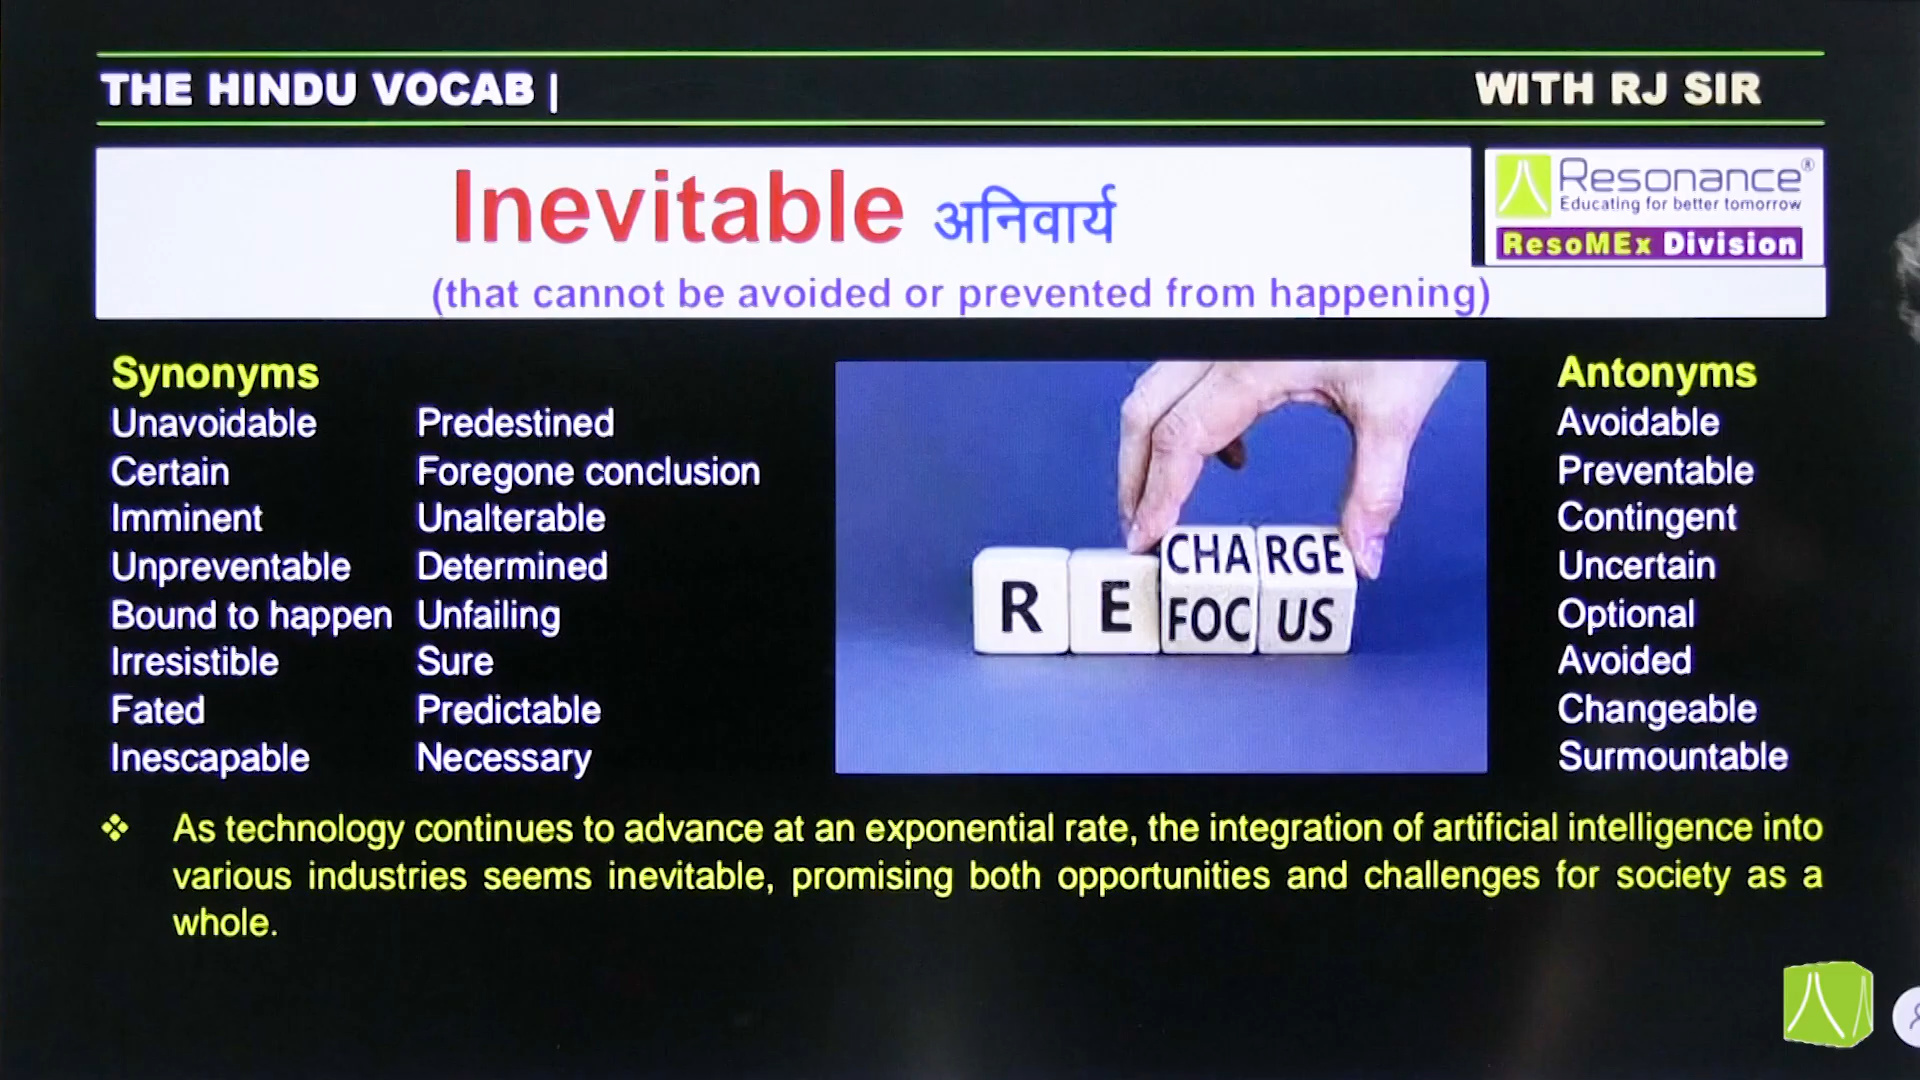 THE HINDU VOCAB |
WITH RJ SIR
Inevitable अनिवार्य
(that cannot be avoided or prevented from happening)
Resonance®
Educating for better tomorrow
ResoMEx Division
Synonyms
Unavoidable
Certain
Imminent
Unpreventable
Bound to happen
Irresistible
Fated
Inescapable
Predestined
Foregone conclusion
Unalterable
Determined
Unfailing
Sure
Predictable
Necessary
CHA RGE
R E FOC US
Antonyms
Avoidable
Preventable
Contingent
Uncertain
Optional
Avoided
Changeable
Surmountable
❖ As technology continues to advance at an exponential rate, the integration of artificial intelligence into
various industries seems inevitable, promising both opportunities and challenges for society as a
whole.